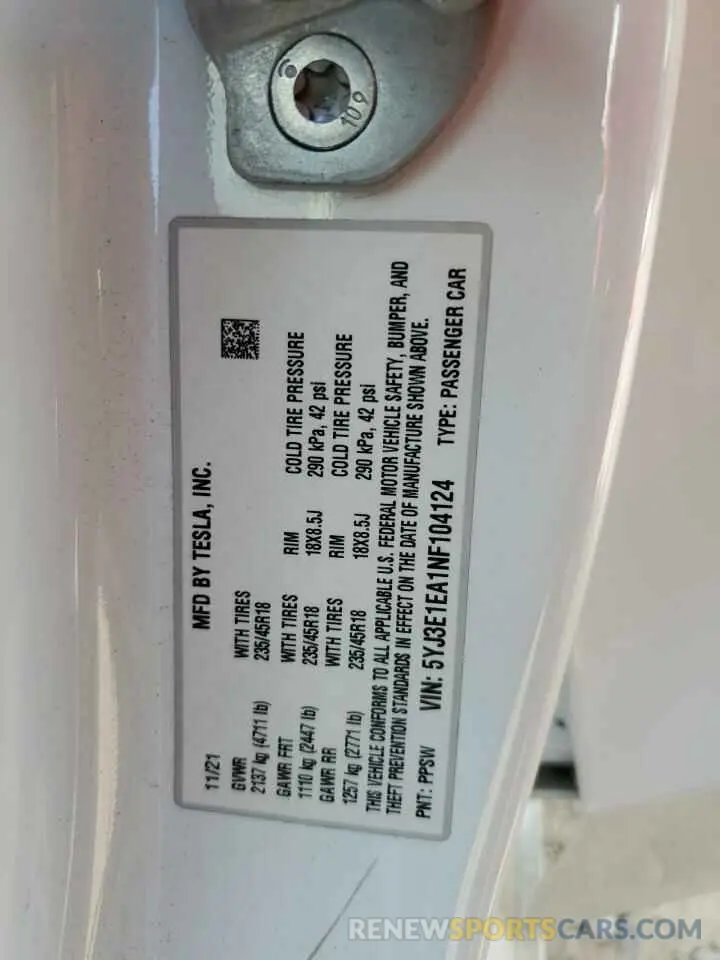 10.9
MFD BY TESLA, INC.
11/21
GVWR
2137 kg (4711 lb)
WITH TIRES
235/45R18
GAWR FRT
WITH TIRES
RIM
COLD TIRE PRESSURE
1110 kg (2447 lb)
235/45R18
18X8.5J
290 kPa, 42 psi
GAWR RR
WITH TIRES
RIM
COLD TIRE PRESSURE
1257 kg (2771 lb)
235/45R18
18X8.5J
290 kPa, 42 psi
THIS VEHICLE CONFORMS TO ALL APPLICABLE U.S. FEDERAL MOTOR VEHICLE SAFETY, BUMPER, AND
THEFT PREVENTION STANDARDS IN EFFECT ON THE DATE OF MANUFACTURE SHOWN ABOVE.
PNT: PPSW VIN: 5YJ3E1EA1NF104124 TYPE: PASSENGER CAR
RENEWSPORTSCARS.COM